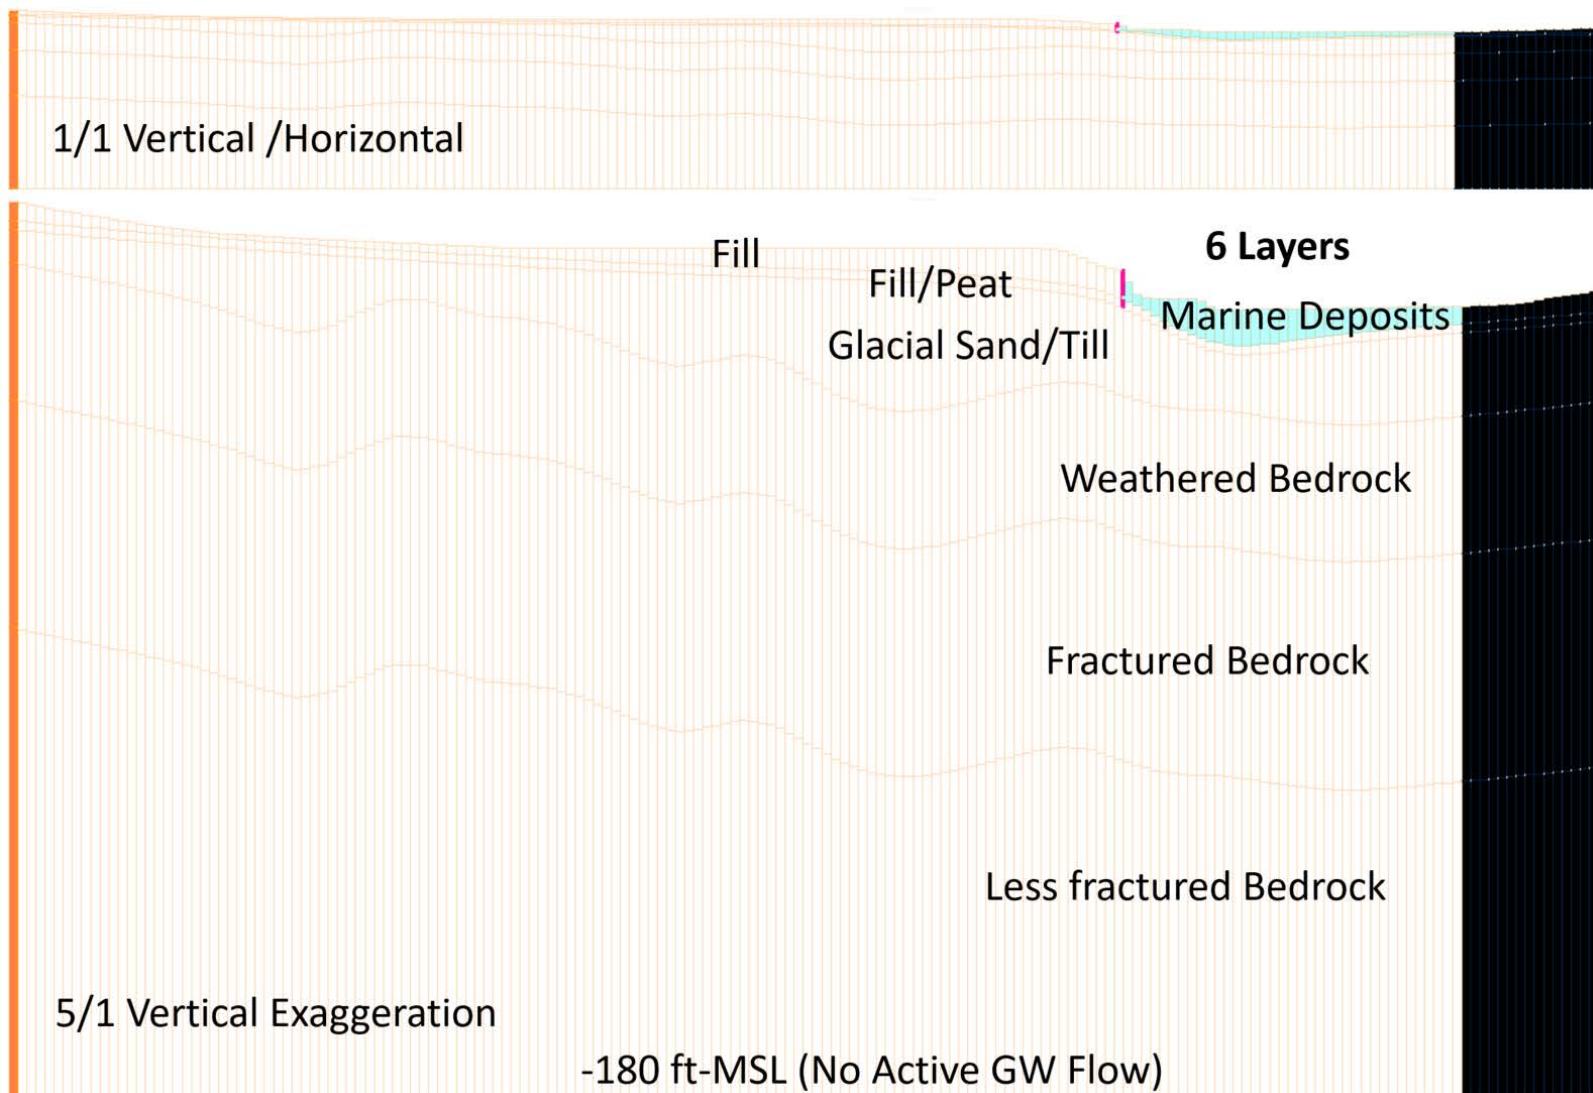 1/1 Vertical /Horizontal
Fill
6 Layers
Fill/Peat
Marine Deposits
Glacial Sand/Till
Weathered Bedrock
Fractured Bedrock
Less fractured Bedrock
5/1 Vertical Exaggeration
-180 ft-MSL (No Active GW Flow)